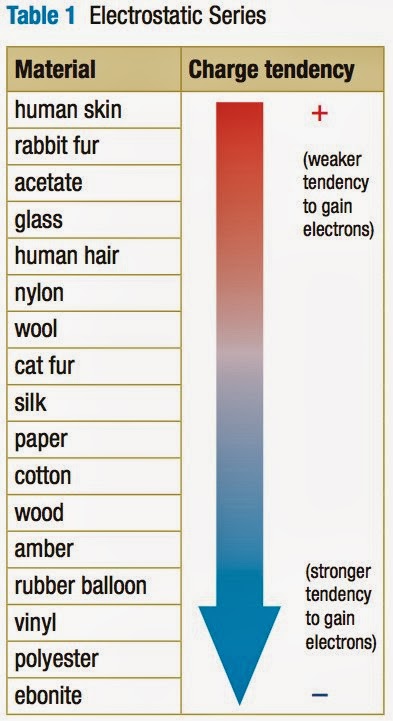 Table 1 Electrostatic Series
Material Charge tendency
human skin
+
rabbit fur
(weaker
tendency
to gain
electrons)
acetate
glass
human hair
nylon
wool
cat fur
silk
paper
cotton
wood
amber
rubber balloon
(stronger
tendency
to gain
electrons)
vinyl
polyester
ebonite
−